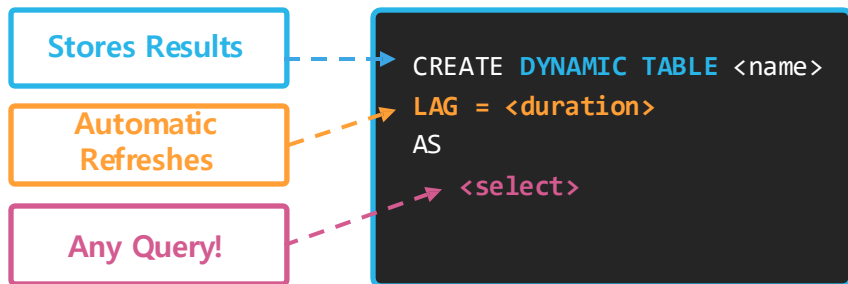 Stores Results
Automatic
Refreshes
Any Query!
CREATE DYNAMIC TABLE <name>
LAG = <duration>
AS
<select>